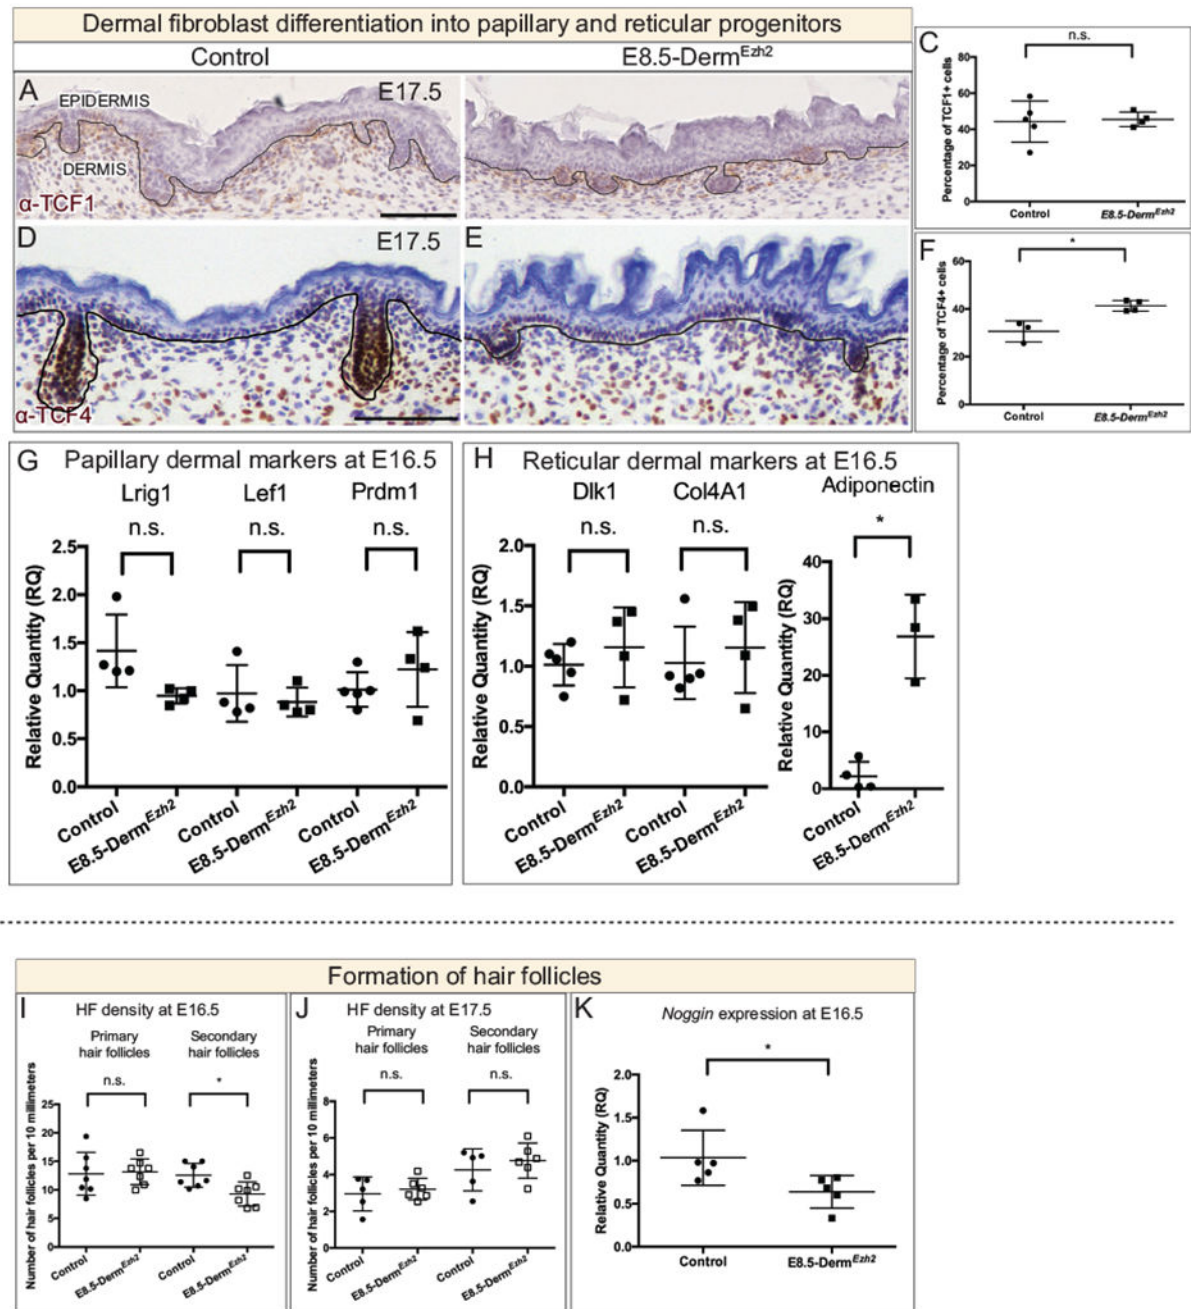 Dermal fibroblast differentiation into papillary and reticular progenitors
Control
E8.5-Derm^Ezh2
A
EPIDERMIS
E17.5
DERMIS
α-TCF1
D
E17.5
E
α-TCF4
C
n.s.
Percentage of TCF1+ cells
80
60
40
20
0
Control
E8.5-Derm^Ezh2
F
*
Percentage of TCF4+ cells
60
40
20
0
Control
E8.5-Derm^Ezh2
G
Papillary dermal markers at E16.5
Lrig1
Lef1
Prdm1
n.s.
n.s.
n.s.
Relative Quantity (RQ)
2.5
2.0
1.5
1.0
0.5
0.0
Control
E8.5-Derm^Ezh2
Control
E8.5-Derm^Ezh2
Control
E8.5-Derm^Ezh2
H
Reticular dermal markers at E16.5
Dlk1
Col4A1
Adiponectin
n.s.
n.s.
*
Relative Quantity (RQ)
2.0
1.5
1.0
0.5
0.0
Control
E8.5-Derm^Ezh2
Control
E8.5-Derm^Ezh2
Relative Quantity (RQ)
40
30
20
10
0
Control
E8.5-Derm^Ezh2
Formation of hair follicles
I
HF density at E16.5
Primary
hair follicles
Secondary
hair follicles
n.s.
*
Number of hair follicles per 10 millimeters
25
20
15
10
5
0
Control
E8.5-Derm^Ezh2
Control
E8.5-Derm^Ezh2
J
HF density at E17.5
Primary
hair follicles
Secondary
hair follicles
n.s.
n.s.
Number of hair follicles per 10 millimeters
8
6
4
2
0
Control
E8.5-Derm^Ezh2
Control
E8.5-Derm^Ezh2
K
Noggin expression at E16.5
*
Relative Quantity (RQ)
2.0
1.5
1.0
0.5
0.0
Control
E8.5-Derm^Ezh2